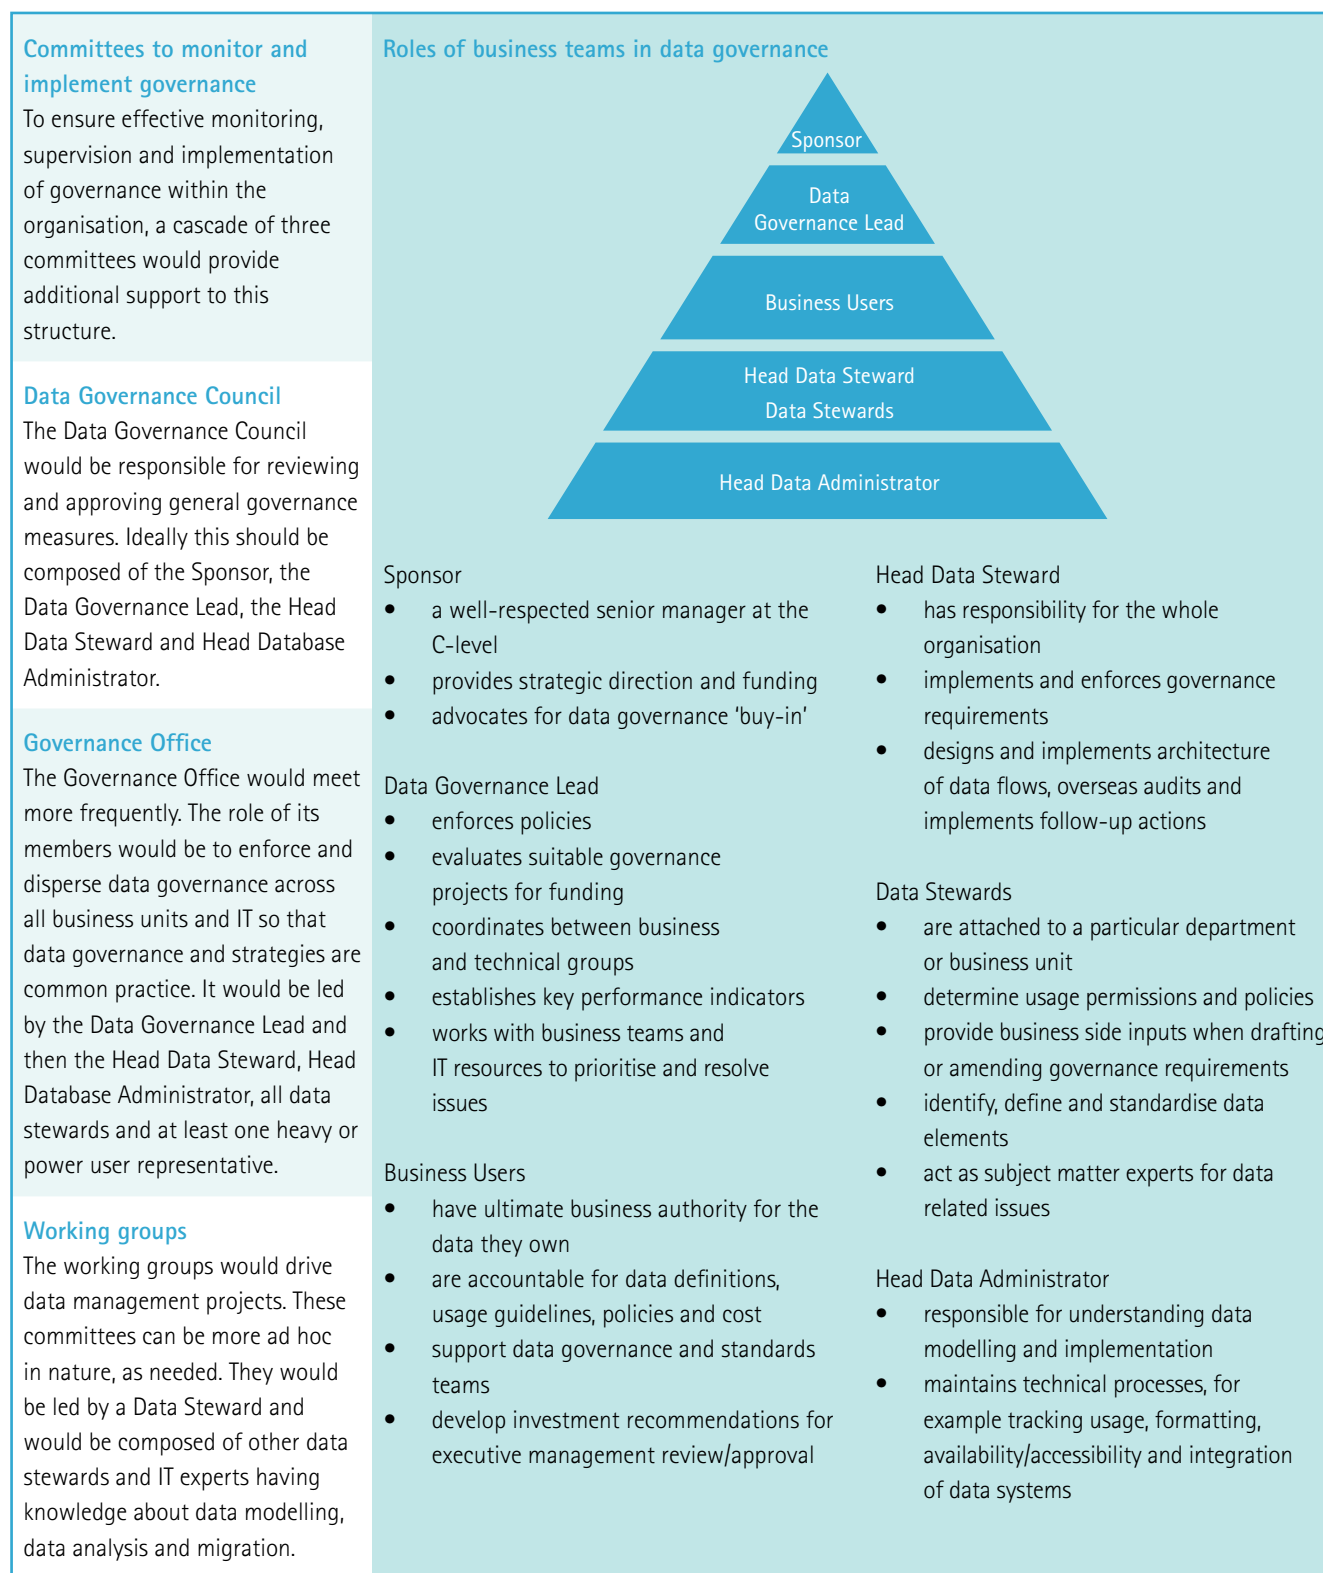 Committees to monitor and
implement governance
To ensure effective monitoring,
supervision and implementation
of governance within the
organisation, a cascade of three
committees would provide
additional support to this
structure.
Data Governance Council
The Data Governance Council
would be responsible for reviewing
and approving general governance
measures. Ideally this should be
composed of the Sponsor, the
Data Governance Lead, the Head
Data Steward and Head Database
Administrator.
Governance Office
The Governance Office would meet
more frequently. The role of its
members would be to enforce and
disperse data governance across
all business units and IT so that
data governance and strategies are
common practice. It would be led
by the Data Governance Lead and
then the Head Data Steward, Head
Database Administrator, all data
stewards and at least one heavy or
power user representative.
Working groups
The working groups would drive
data management projects. These
committees can be more ad hoc
in nature, as needed. They would
be led by a Data Steward and
would be composed of other data
stewards and IT experts having
knowledge about data modelling,
data analysis and migration.
Roles of business teams in data governance
Sponsor
Data
Governance Lead
Business Users
Head Data Steward
Data Stewards
Head Data Administrator
Sponsor
• a well-respected senior manager at the
C-level
• provides strategic direction and funding
• advocates for data governance ‘buy-in’
Data Governance Lead
• enforces policies
• evaluates suitable governance
projects for funding
• coordinates between business
and technical groups
• establishes key performance indicators
• works with business teams and
IT resources to prioritise and resolve
issues
Business Users
• have ultimate business authority for the
data they own
• are accountable for data definitions,
usage guidelines, policies and cost
• support data governance and standards
teams
• develop investment recommendations for
executive management review/approval
Head Data Steward
• has responsibility for the whole
organisation
• implements and enforces governance
requirements
• designs and implements architecture
of data flows, overseas audits and
implements follow-up actions
Data Stewards
• are attached to a particular department
or business unit
• determine usage permissions and policies
• provide business side inputs when drafting
or amending governance requirements
• identify, define and standardise data
elements
• act as subject matter experts for data
related issues
Head Data Administrator
• responsible for understanding data
modelling and implementation
• maintains technical processes, for
example tracking usage, formatting,
availability/accessibility and integration
of data systems